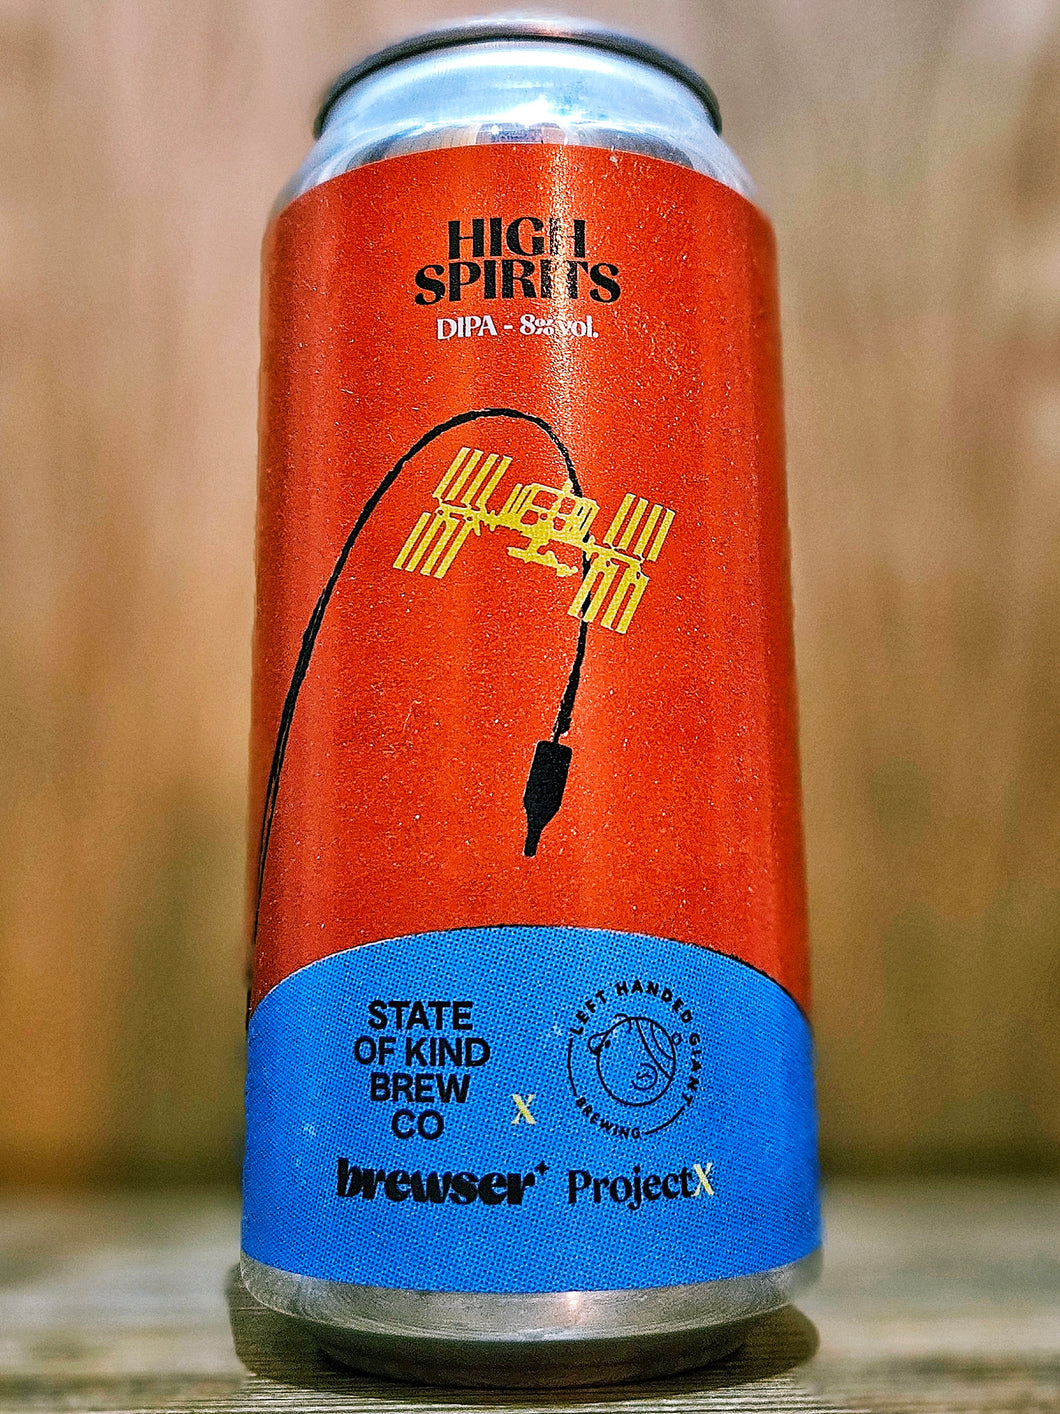 HIGH
SPIRITS
DIPA - 8% vol.
STATE
OF KIND
BREW
CO
X
LEFT HANDED GIANT
BREWING
brewser+ ProjectX